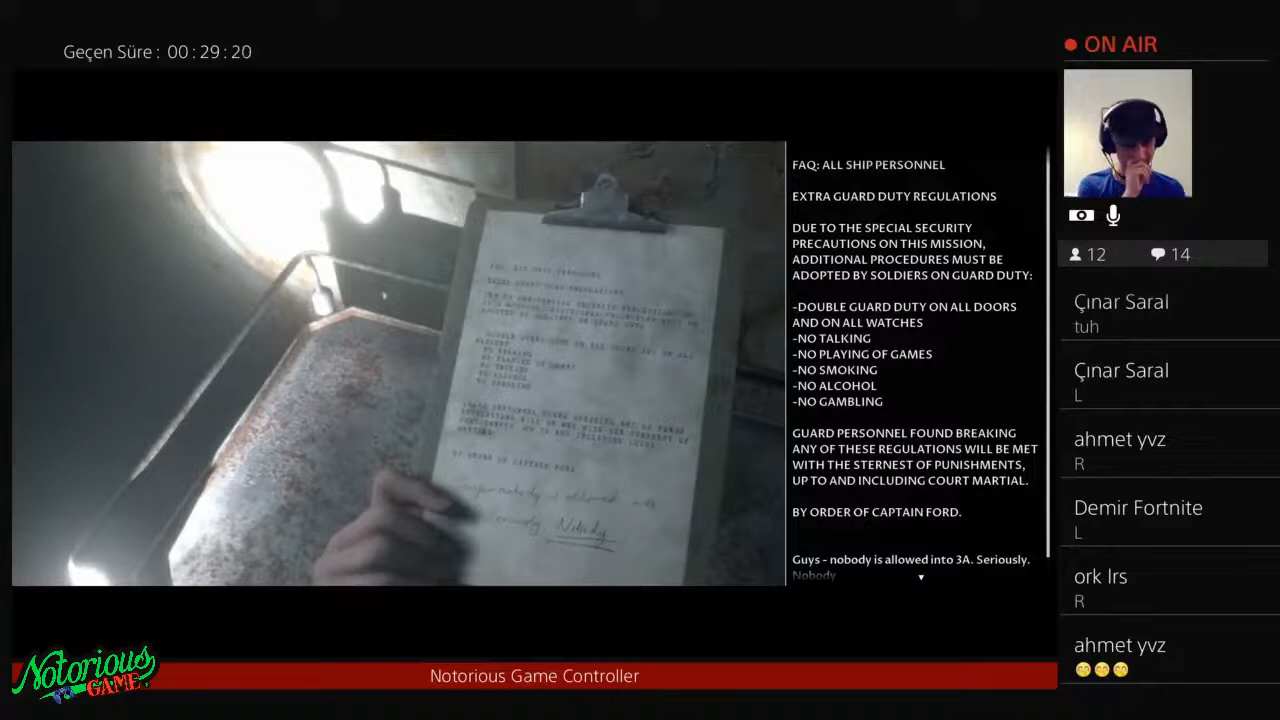 Geçen Süre : 00:29:20
ON AIR
12 14
Çınar Saral
tuh
Çınar Saral
L
ahmet yvz
R
Demir Fortnite
L
ork lrs
R
ahmet yvz
FAQ: ALL SHIP PERSONNEL
EXTRA GUARD DUTY REGULATIONS
DUE TO THE SPECIAL SECURITY
PRECAUTIONS ON THIS MISSION,
ADDITIONAL PROCEDURES MUST BE
ADOPTED BY SOLDIERS ON GUARD DUTY:
-DOUBLE GUARD DUTY ON ALL DOORS
AND ON ALL WATCHES
-NO TALKING
-NO PLAYING OF GAMES
-NO SMOKING
-NO ALCOHOL
-NO GAMBLING
GUARD PERSONNEL FOUND BREAKING
ANY OF THESE REGULATIONS WILL BE MET
WITH THE STERNEST OF PUNISHMENTS,
UP TO AND INCLUDING COURT MARTIAL.
BY ORDER OF CAPTAIN FORD.
Guys - nobody is allowed into 3A. Seriously.
Nobody
Notorious
GAME
Notorious Game Controller